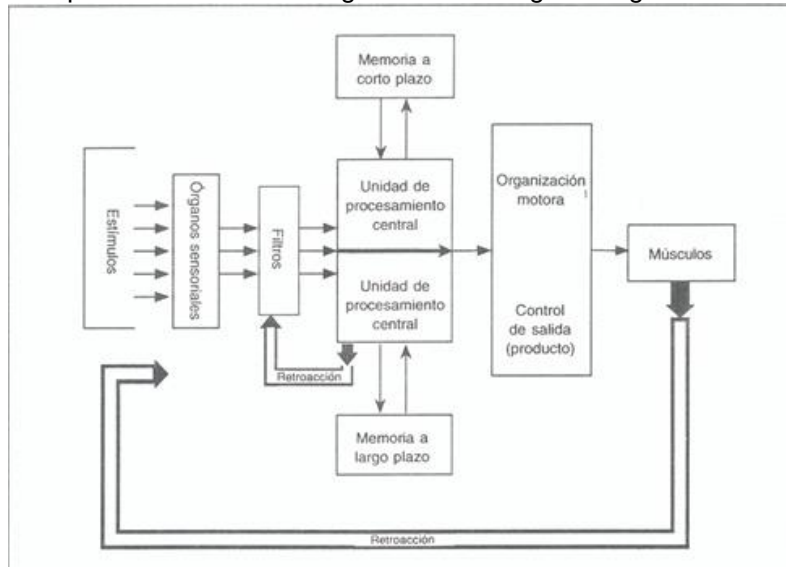 Memoria a
corto plazo
Estímulos
Órganos sensoriales
Filtros
Unidad de
procesamiento
central
Unidad de
procesamiento
central
Retroacción
Memoria a
largo plazo
Organización
motora
Control
de salida
(producto)
Músculos
Retroacción